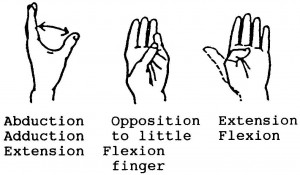 Abduction Opposition Extension
Adduction to little Flexion
Extension Flexion
finger